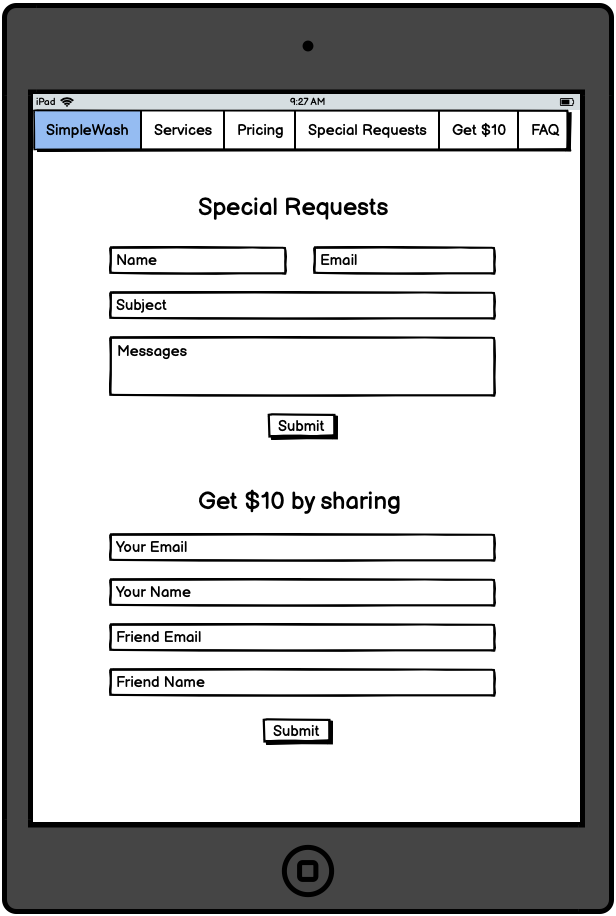 iPad 9:27 AM
SimpleWash Services Pricing Special Requests Get $10 FAQ
Special Requests
Name Email
Subject
Messages
Submit
Get $10 by sharing
Your Email
Your Name
Friend Email
Friend Name
Submit